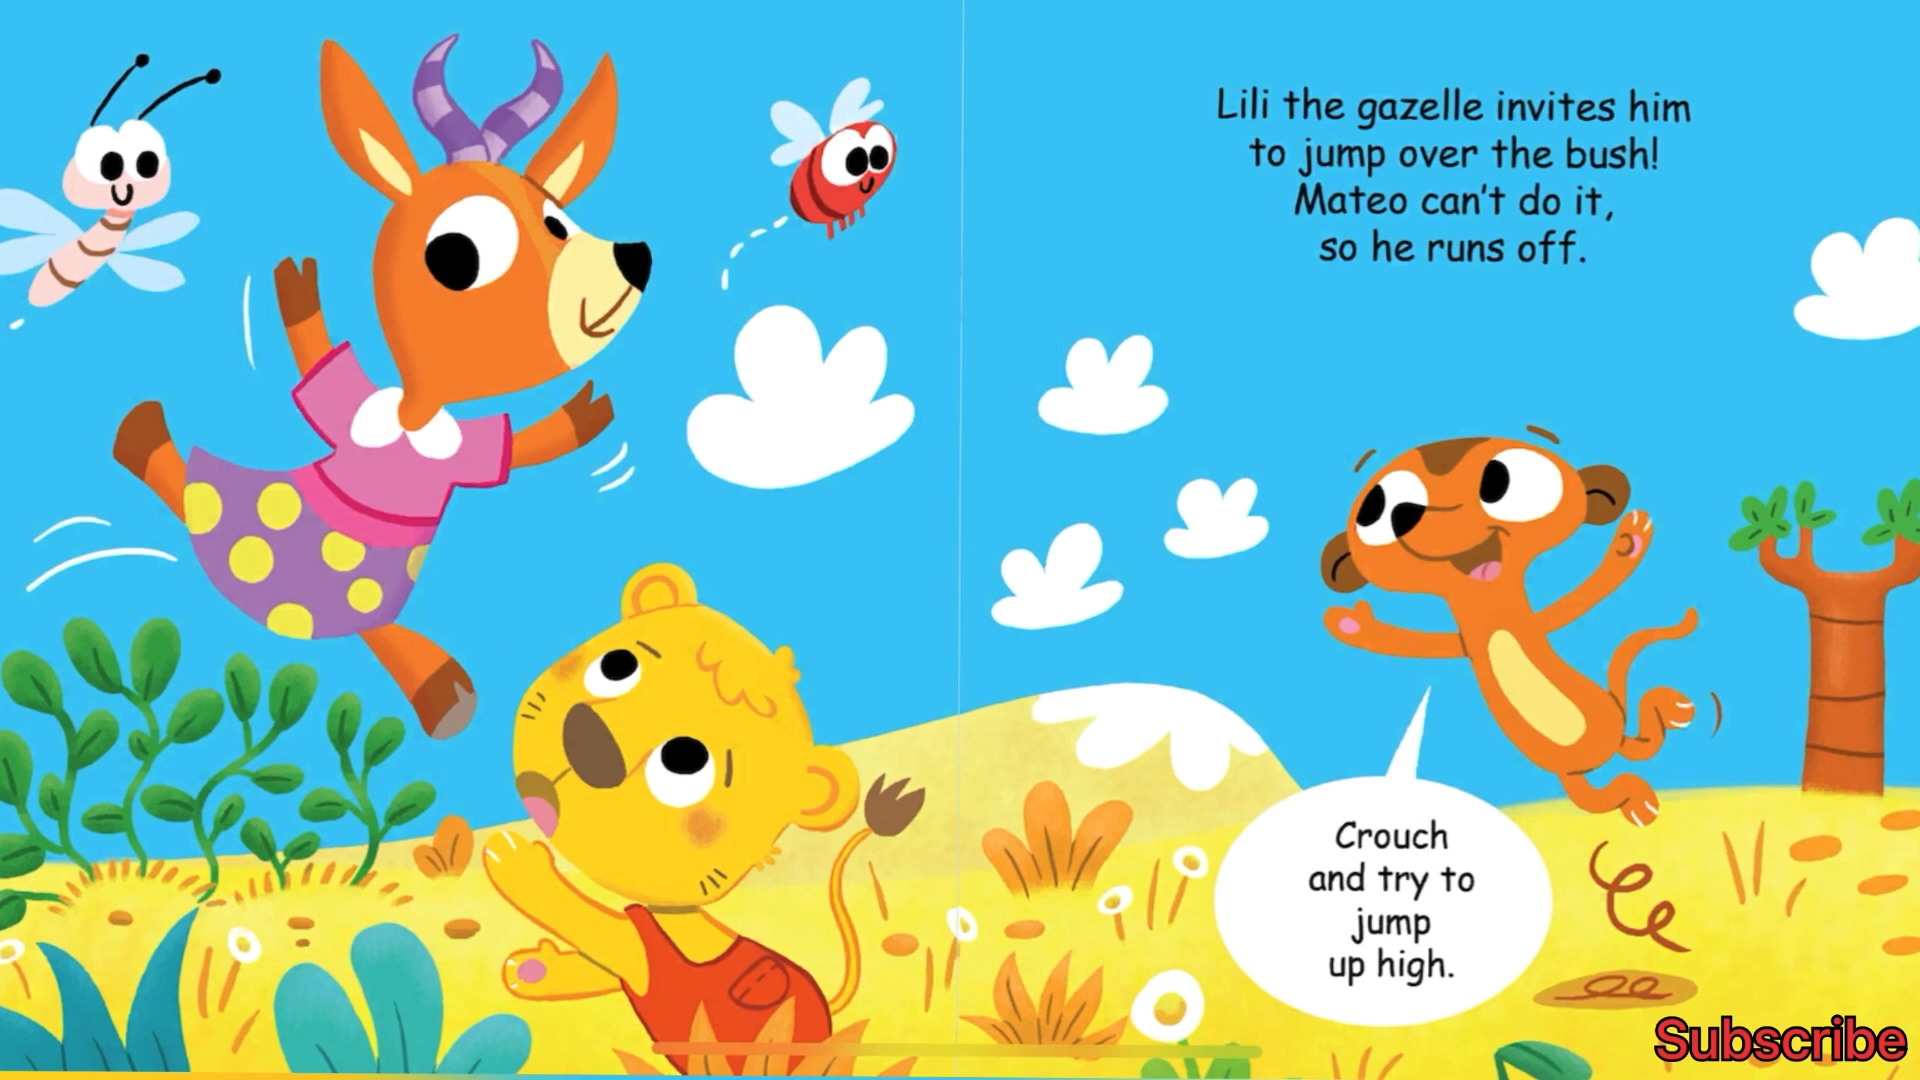 Lili the gazelle invites him
to jump over the bush!
Mateo can't do it,
so he runs off.
Crouch
and try to
jump
up high.
Subscribe